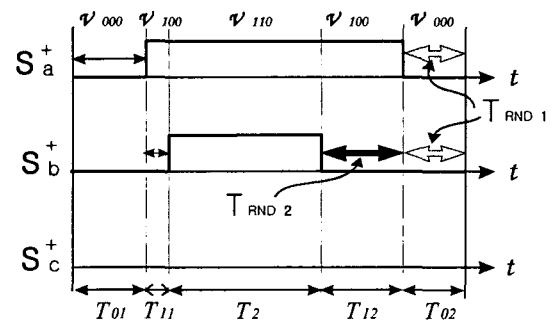 v 000 v 100 v 110 v 100 v 000
S a + t
T RND 1
S b + t
T RND 2
S c + t
T01 T11 T2 T12 T02